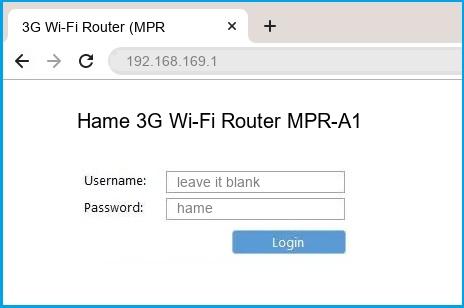 3G Wi-Fi Router (MPR
192.168.169.1
Hame 3G Wi-Fi Router MPR-A1
Username: leave it blank
Password: hame
Login